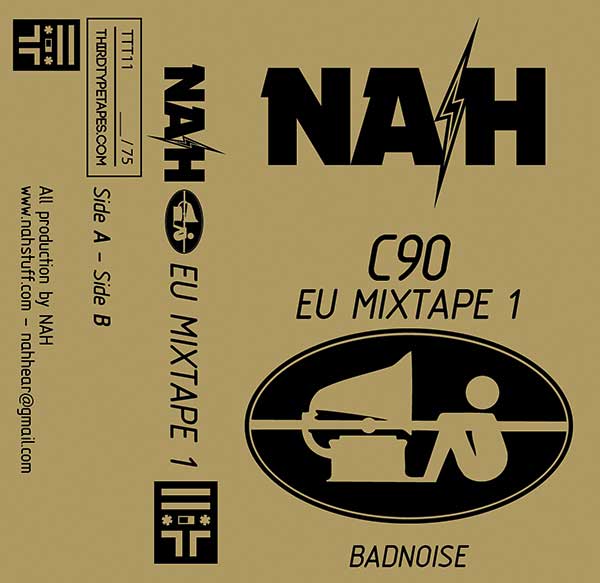 TTT11 ___/75
THIRDTYPETAPES.COM
Side A - Side B
All production by NAH
www.nahstuff.com - nahhear@gmail.com
NAH EU MIXTAPE 1
NAH
C90
EU MIXTAPE 1
BADNOISE